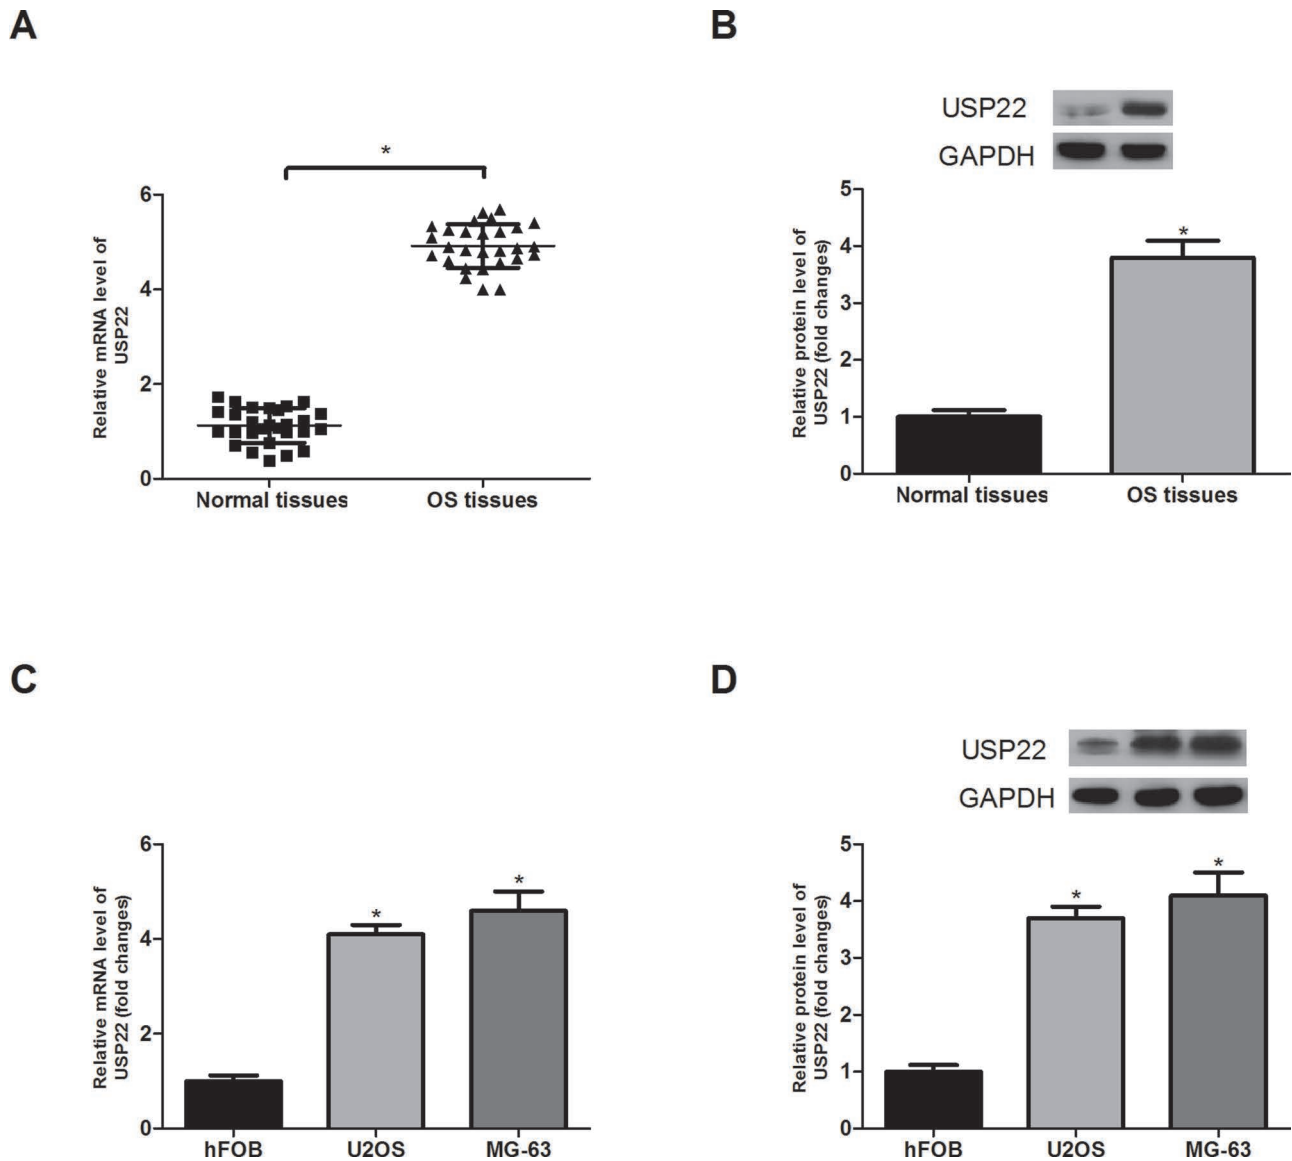 A
*
6
4
2
0
Relative mRNA level of
USP22
Normal tissues
OS tissues
B
USP22
GAPDH
5
4
3
2
1
0
*
Relative protein level of
USP22 (fold changes)
Normal tissues
OS tissues
C
6
4
2
0
*
*
Relative mRNA level of
USP22 (fold changes)
hFOB
U2OS
MG-63
D
USP22
GAPDH
5
4
3
2
1
0
*
*
Relative protein level of
USP22 (fold changes)
hFOB
U2OS
MG-63